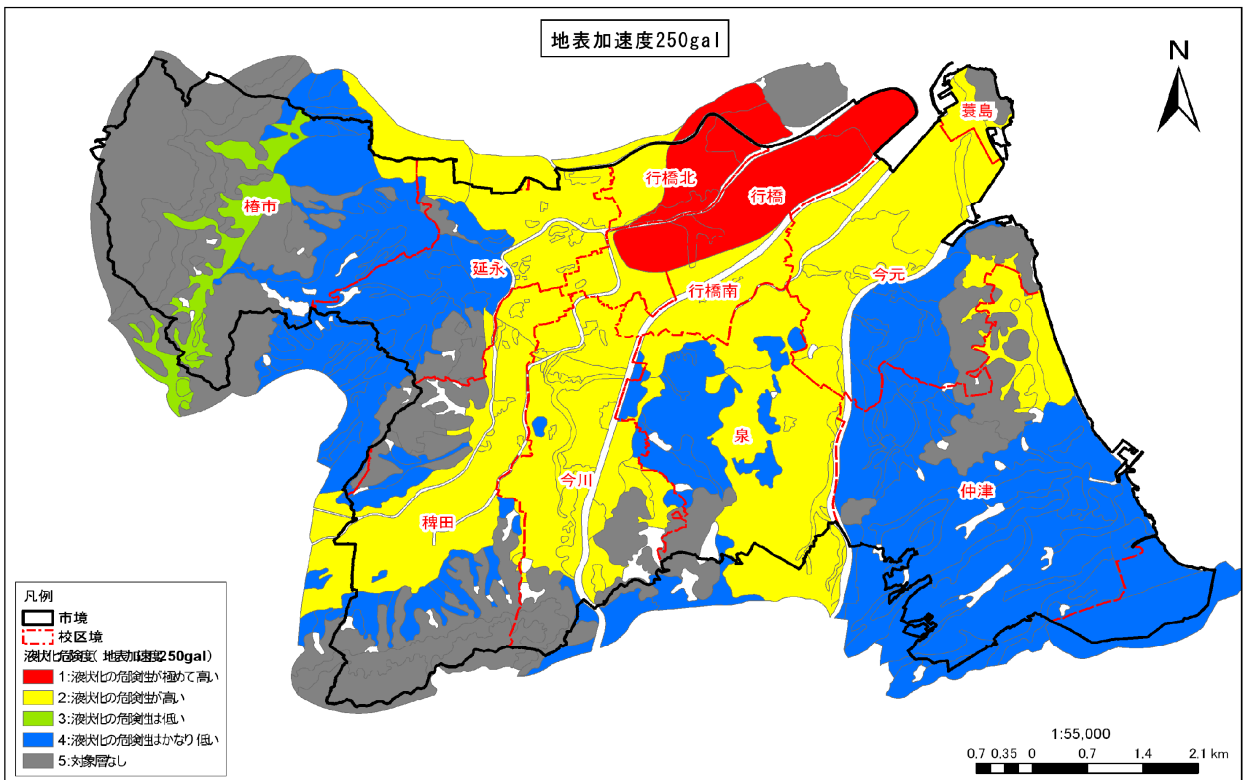 地表加速度250gal
N
蓑島
行橋北
行橋
椿市
延永
今元
行橋南
泉
今川
仲津
稗田
凡例
市境
校区境
液状化危険度(地表加速度250gal)
1:液状化の危険性が極めて高い
2:液状化の危険性が高い
3:液状化の危険性は低い
4:液状化の危険性はかなり低い
5:対象層なし
1:55,000
0.7 0.35 0 0.7 1.4 2.1 km